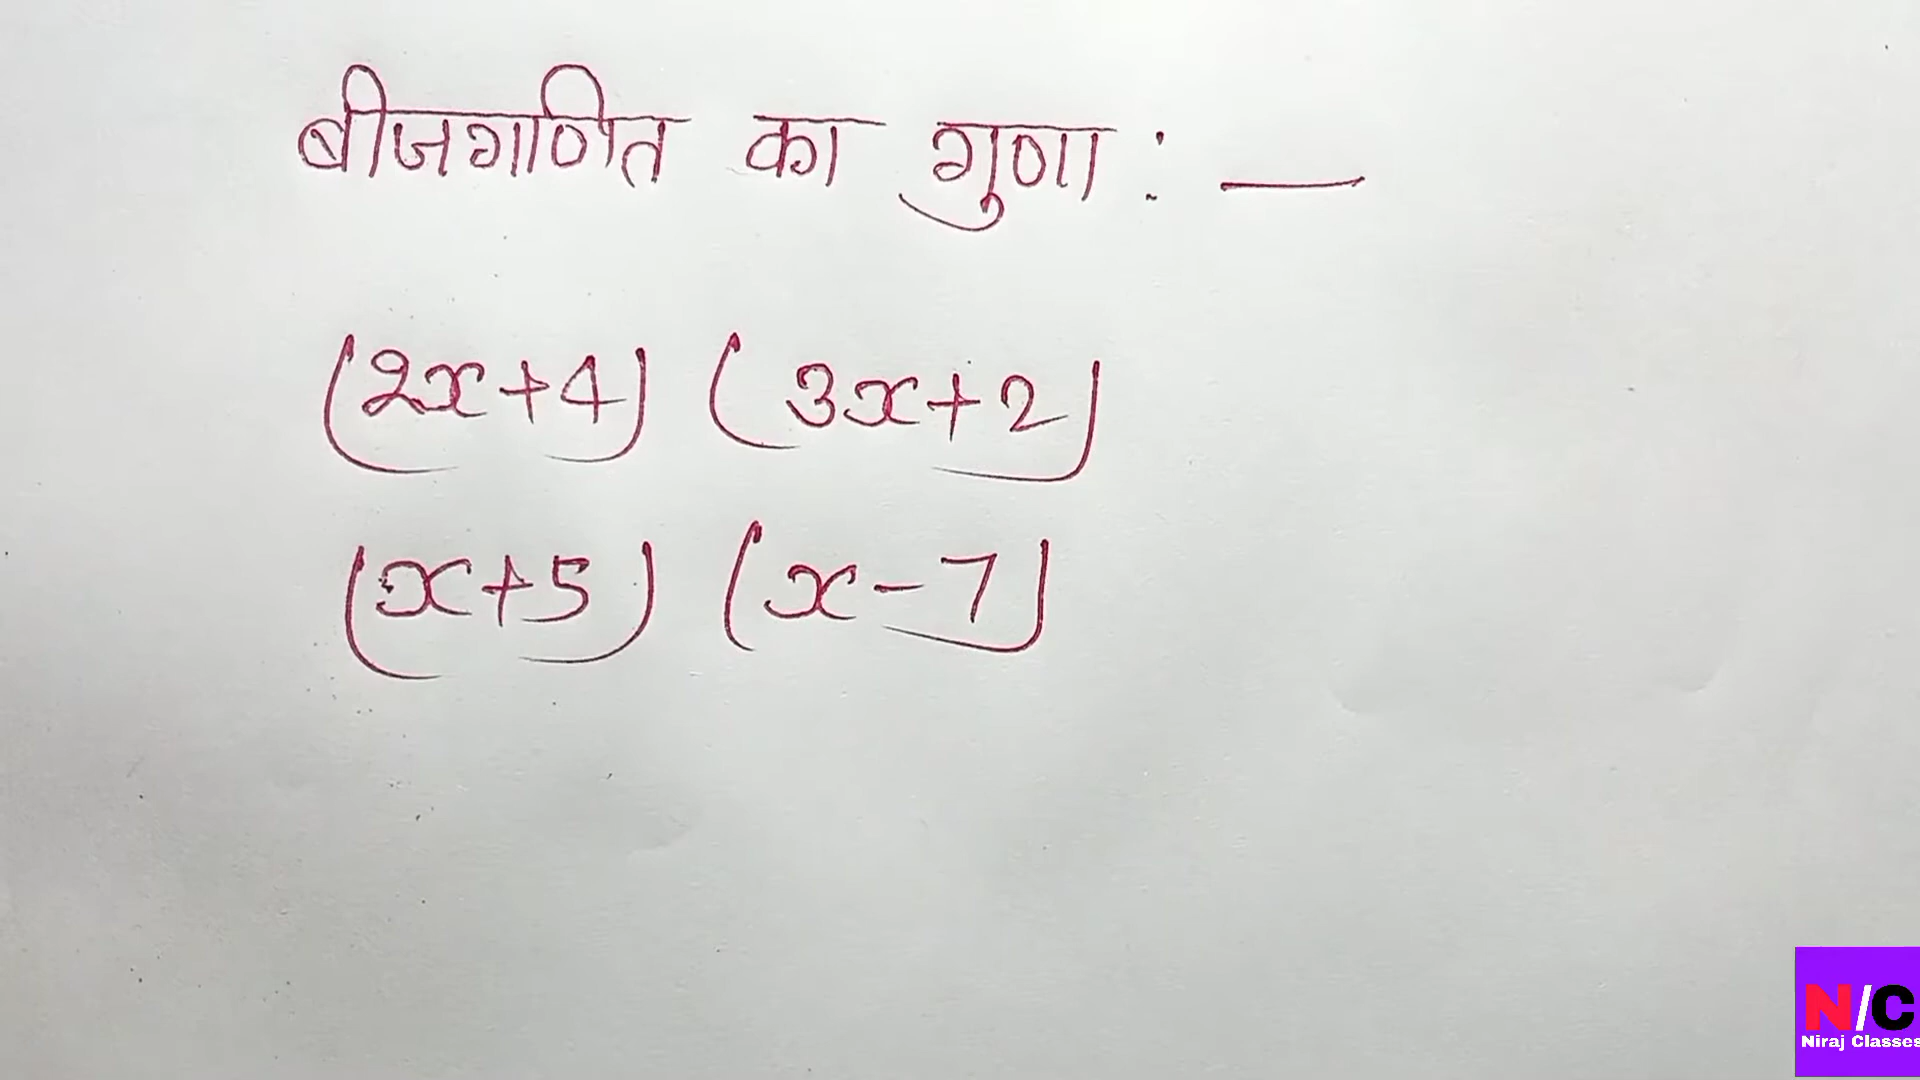 बीजगणित का गुणा : —
(2x+4) (3x+2)
(x+5) (x-7)
N/C
Niraj Classes